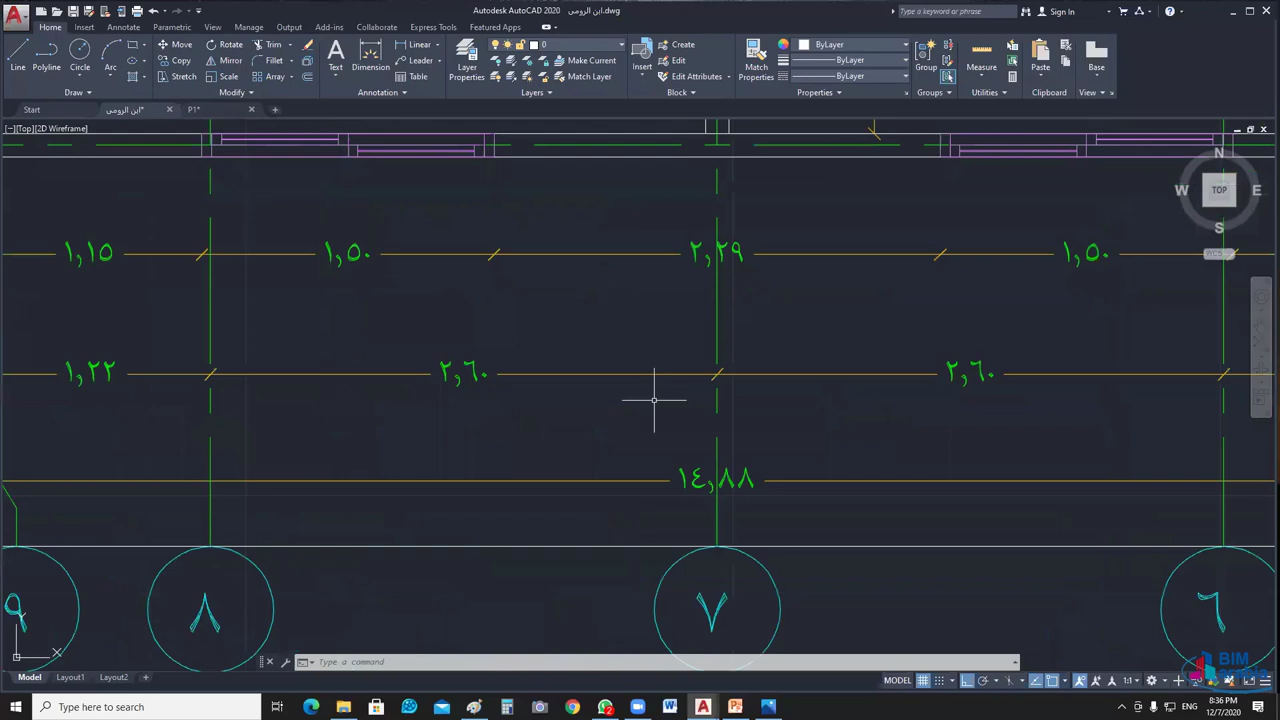 Autodesk AutoCAD 2020 ابن الرومى.dwg
Type a keyword or phrase
Sign In
Home Insert Annotate Parametric View Manage Output Add-ins Collaborate Express Tools Featured Apps
Line Polyline Circle Arc
Move Rotate Trim
Copy Mirror Fillet
Stretch Scale Array
Text Dimension
Linear
Leader
Table
Layer Properties
0
Make Current
Match Layer
Insert
Create
Edit
Edit Attributes
Match Properties
ByLayer
ByLayer
ByLayer
Group Measure Paste Base
Draw Modify Annotation Layers Block Properties Groups Utilities Clipboard View
Start ابن الرومى* P1*
[−][Top][2D Wireframe]
N
W TOP E
S
WCS
١,١٥ ١,٥٠ ٢,٢٩ ١,٥٠
١,٢٢ ٢,٦٠ ٢,٦٠
١٤,٨٨
٩ ٨ ٧ ٦
Type a command
Model Layout1 Layout2
MODEL 1:1
BIM
Type here to search
ENG
8:36 PM
12/7/2020